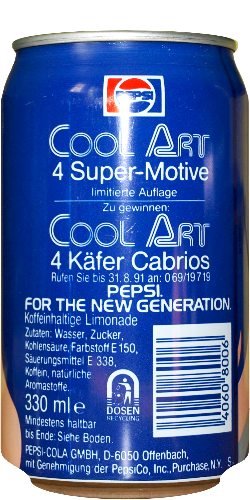 PEPSI
COOL ART
4 Super-Motive
limitierte Auflage
Zu gewinnen:
COOL ART
4 Käfer Cabrios
Rufen Sie bis 31.8.91 an: 069/19719
PEPSI.
FOR THE NEW GENERATION.
Koffeinhaltige Limonade
Zutaten: Wasser, Zucker,
Kohlensäure, Farbstoff E 150,
Säuerungsmittel E 338,
Koffein, natürliche
Aromastoffe.
330 ml e
Mindestens haltbar
bis Ende: Siehe Boden.
DOSEN
RECYCLING
40608006
PEPSI-COLA GMBH, D-6050 Offenbach,
mit Genehmigung der PepsiCo, Inc., Purchase, N.Y. S